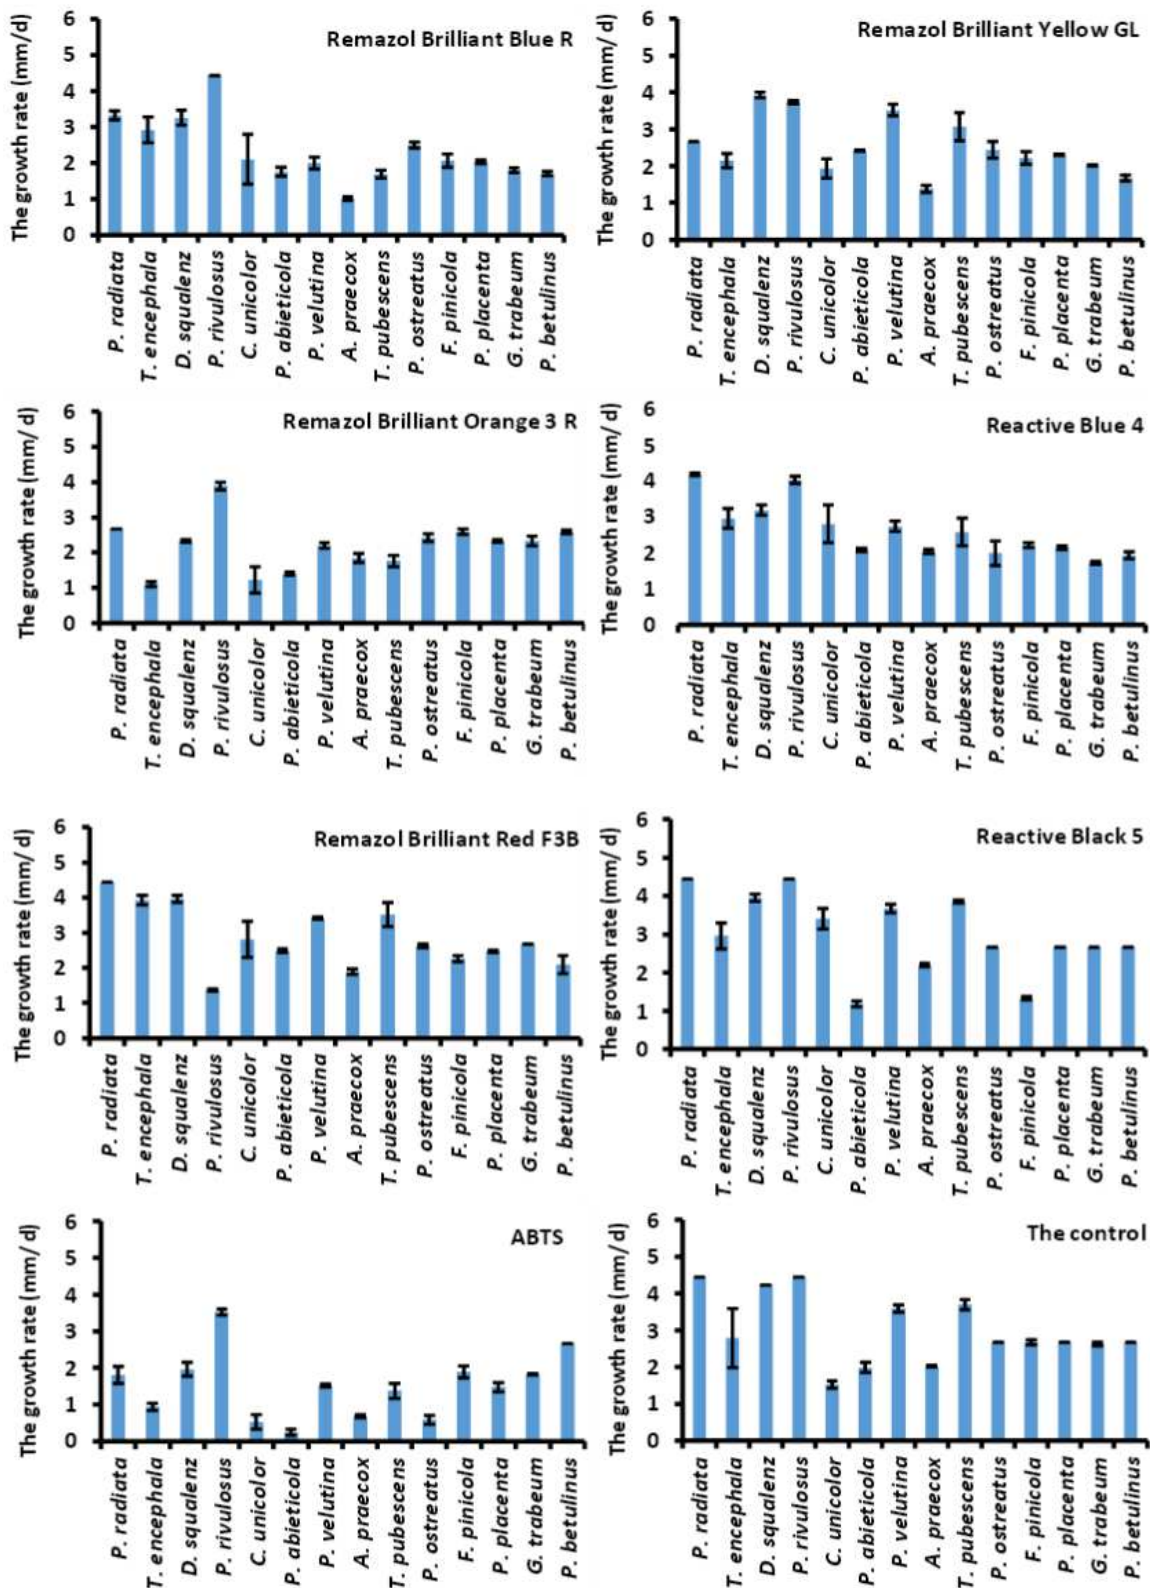 Remazol Brilliant Blue R
The growth rate (mm/d)
6
5
4
3
2
1
0
P. radiata
T. encephala
D. squalenz
P. rivulosus
C. unicolor
P. abieticola
P. velutina
A. praecox
T. pubescens
P. ostreatus
F. pinicola
P. placenta
G. trabeum
P. betulinus
Remazol Brilliant Yellow GL
The growth rate (mm/d)
6
5
4
3
2
1
0
P. radiata
T. encephala
D. squalenz
P. rivulosus
C. unicolor
P. abieticola
P. velutina
A. praecox
T. pubescens
P. ostreatus
F. pinicola
P. placenta
G. trabeum
P. betulinus
Remazol Brilliant Orange 3 R
The growth rate (mm/ d)
6
5
4
3
2
1
0
P. radiata
T. encephala
D. squalenz
P. rivulosus
C. unicolor
P. abieticola
P. velutina
A. praecox
T. pubescens
P. ostreatus
F. pinicola
P. placenta
G. trabeum
P. betulinus
Reactive Blue 4
The growth rate (mm/ d)
6
5
4
3
2
1
0
P. radiata
T. encephala
D. squalenz
P. rivulosus
C. unicolor
P. abieticola
P. velutina
A. praecox
T. pubescens
P. ostreatus
F. pinicola
P. placenta
G. trabeum
P. betulinus
Remazol Brilliant Red F3B
The growth rate (mm/ d)
6
5
4
3
2
1
0
P. radiata
T. encephala
D. squalenz
P. rivulosus
C. unicolor
P. abieticola
P. velutina
A. praecox
T. pubescens
P. ostreatus
F. pinicola
P. placenta
G. trabeum
P. betulinus
Reactive Black 5
The growth rate (mm/ d)
6
5
4
3
2
1
0
P. radiata
T. encephala
D. squalenz
P. rivulosus
C. unicolor
P. abieticola
P. velutina
A. praecox
T. pubescens
P. ostreatus
F. pinicola
P. placenta
G. trabeum
P. betulinus
ABTS
The growth rate (mm/ d)
6
5
4
3
2
1
0
P. radiata
T. encephala
D. squalenz
P. rivulosus
C. unicolor
P. abieticola
P. velutina
A. praecox
T. pubescens
P. ostreatus
F. pinicola
P. placenta
G. trabeum
P. betulinus
The control
The growth rate (mm/ d)
6
5
4
3
2
1
0
P. radiata
T. encephala
D. squalenz
P. rivulosus
C. unicolor
P. abieticola
P. velutina
A. praecox
T. pubescens
P. ostreatus
F. pinicola
P. placenta
G. trabeum
P. betulinus